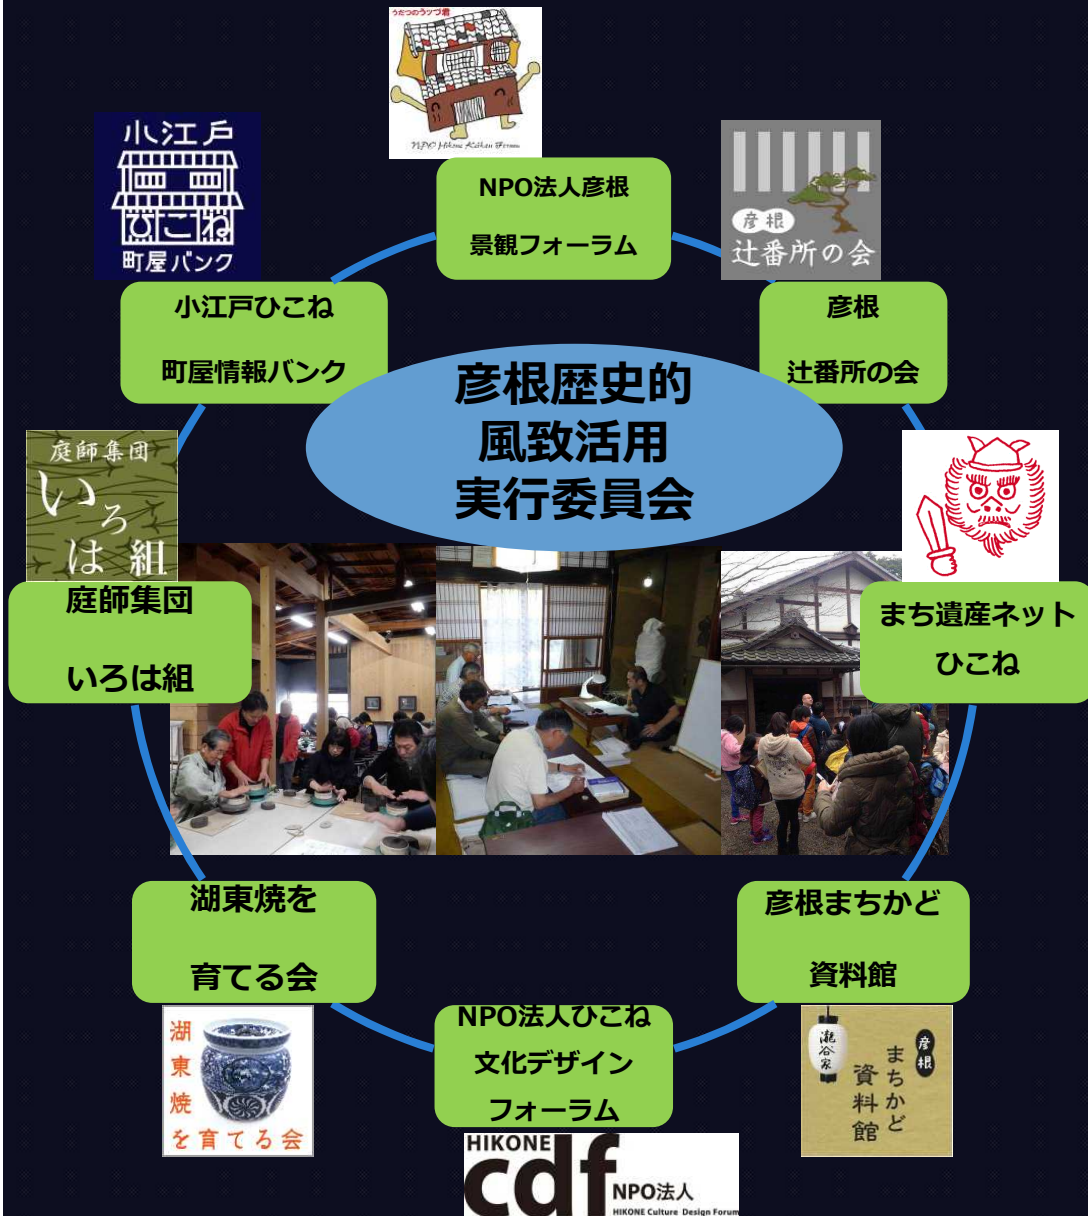 うだつのうツづ君
NPO Hikone Keikan Forum
NPO法人彦根
景観フォーラム
小江戸
ひこね
町屋バンク
小江戸ひこね
町屋情報バンク
彦根
辻番所の会
彦根
辻番所の会
彦根歴史的
風致活用
実行委員会
庭師集団
いろは組
庭師集団
いろは組
まち遺産ネット
ひこね
湖東焼を
育てる会
湖東焼
を育てる会
彦根まちかど
資料館
瀧谷家
彦根
まちかど
資料館
NPO法人ひこね
文化デザイン
フォーラム
HIKONE
cdf
NPO法人
HIKONE Culture Design Forum